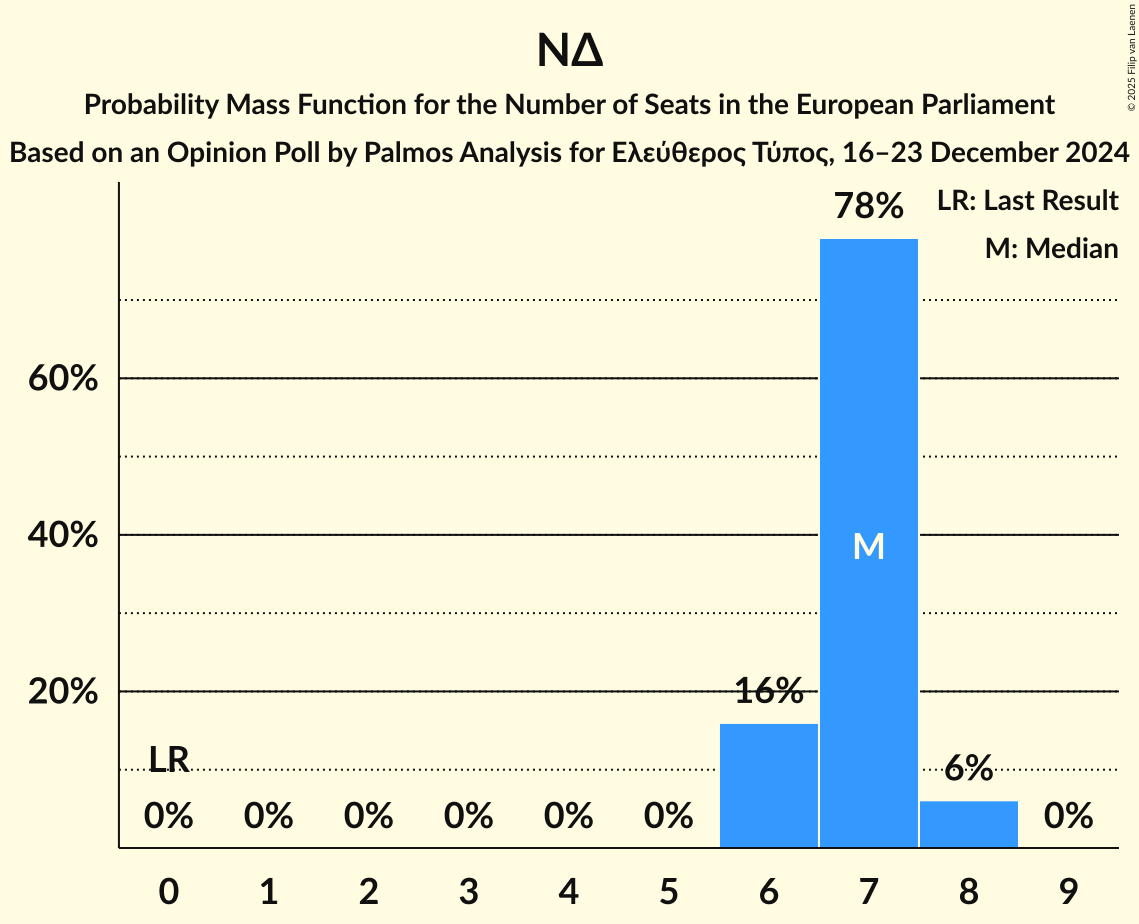 ΝΔ
Probability Mass Function for the Number of Seats in the European Parliament
Based on an Opinion Poll by Palmos Analysis for Ελεύθερος Τύπος, 16–23 December 2024
© 2025 Filip van Laenen
LR: Last Result
M: Median
78%
60%
40%
M
20%
16%
LR
6%
0% 0% 0% 0% 0% 0% 0%
0 1 2 3 4 5 6 7 8 9